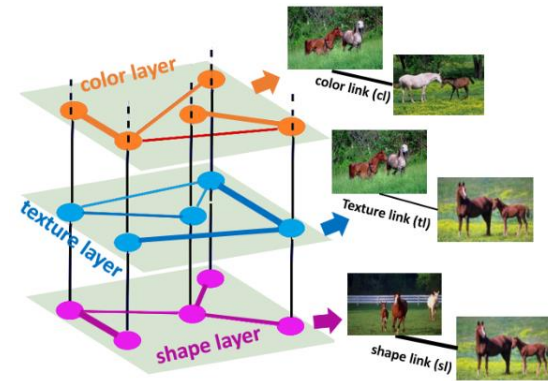 color layer
color link (cl)
texture layer
Texture link (tl)
shape layer
shape link (sl)